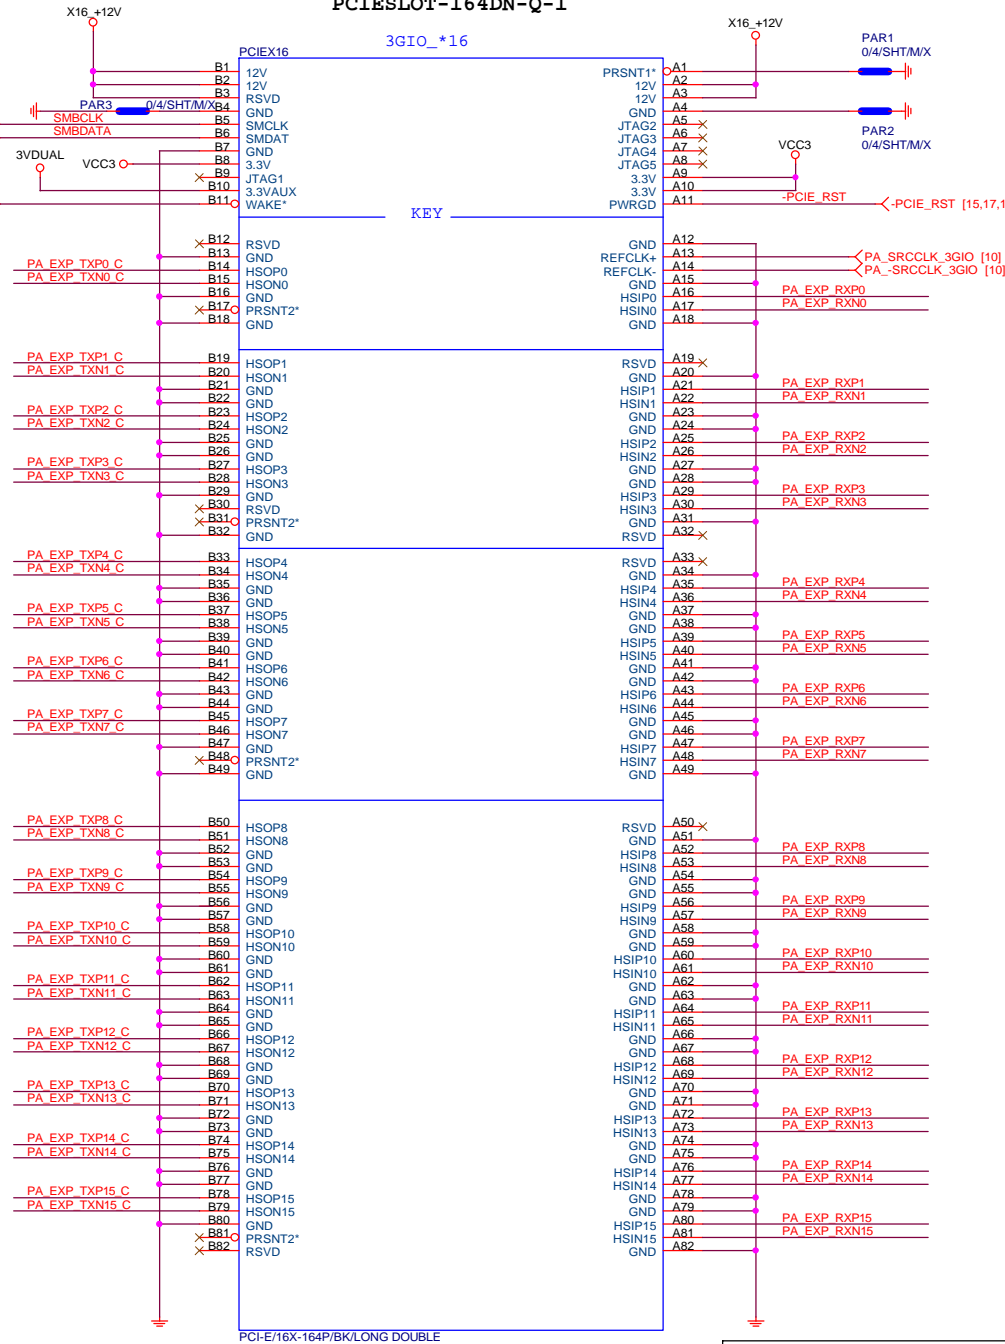 PCIESLOT-164DN-Q-1
X16_+12V
3GIO_*16
X16_+12V
PCIEX16
PAR1
0/4/SHT/M/X
B1 12V PRSNT1* A1
B2 12V 12V A2
B3 RSVD 12V A3
PAR3 0/4/SHT/M/X B4 GND GND A4
SMBCLK B5 SMCLK JTAG2 A5
SMBDATA B6 SMDAT JTAG3 A6
PAR2
0/4/SHT/M/X
B7 GND JTAG4 A7
3VDUAL VCC3 B8 3.3V JTAG5 A8 VCC3
B9 JTAG1 3.3V A9
B10 3.3VAUX 3.3V A10
B11 WAKE* PWRGD A11 -PCIE_RST -PCIE_RST [15,17,1
KEY
B12 RSVD GND A12
B13 GND REFCLK+ A13 PA_SRCCLK_3GIO [10]
PA_EXP_TXP0_C B14 HSOP0 REFCLK- A14 PA_-SRCCLK_3GIO [10]
PA_EXP_TXN0_C B15 HSON0 GND A15
B16 GND HSIP0 A16 PA_EXP_RXP0
B17 PRSNT2* HSIN0 A17 PA_EXP_RXN0
B18 GND GND A18
PA_EXP_TXP1_C B19 HSOP1 RSVD A19
PA_EXP_TXN1_C B20 HSON1 GND A20
B21 GND HSIP1 A21 PA_EXP_RXP1
B22 GND HSIN1 A22 PA_EXP_RXN1
PA_EXP_TXP2_C B23 HSOP2 GND A23
PA_EXP_TXN2_C B24 HSON2 GND A24
B25 GND HSIP2 A25 PA_EXP_RXP2
B26 GND HSIN2 A26 PA_EXP_RXN2
PA_EXP_TXP3_C B27 HSOP3 GND A27
PA_EXP_TXN3_C B28 HSON3 GND A28
B29 GND HSIP3 A29 PA_EXP_RXP3
B30 RSVD HSIN3 A30 PA_EXP_RXN3
B31 PRSNT2* GND A31
B32 GND RSVD A32
PA_EXP_TXP4_C B33 HSOP4 RSVD A33
PA_EXP_TXN4_C B34 HSON4 GND A34
B35 GND HSIP4 A35 PA_EXP_RXP4
B36 GND HSIN4 A36 PA_EXP_RXN4
PA_EXP_TXP5_C B37 HSOP5 GND A37
PA_EXP_TXN5_C B38 HSON5 GND A38
B39 GND HSIP5 A39 PA_EXP_RXP5
B40 GND HSIN5 A40 PA_EXP_RXN5
PA_EXP_TXP6_C B41 HSOP6 GND A41
PA_EXP_TXN6_C B42 HSON6 GND A42
B43 GND HSIP6 A43 PA_EXP_RXP6
B44 GND HSIN6 A44 PA_EXP_RXN6
PA_EXP_TXP7_C B45 HSOP7 GND A45
PA_EXP_TXN7_C B46 HSON7 GND A46
B47 GND HSIP7 A47 PA_EXP_RXP7
B48 PRSNT2* HSIN7 A48 PA_EXP_RXN7
B49 GND GND A49
PA_EXP_TXP8_C B50 HSOP8 RSVD A50
PA_EXP_TXN8_C B51 HSON8 GND A51
B52 GND HSIP8 A52 PA_EXP_RXP8
B53 GND HSIN8 A53 PA_EXP_RXN8
PA_EXP_TXP9_C B54 HSOP9 GND A54
PA_EXP_TXN9_C B55 HSON9 GND A55
B56 GND HSIP9 A56 PA_EXP_RXP9
B57 GND HSIN9 A57 PA_EXP_RXN9
PA_EXP_TXP10_C B58 HSOP10 GND A58
PA_EXP_TXN10_C B59 HSON10 GND A59
B60 GND HSIP10 A60 PA_EXP_RXP10
B61 GND HSIN10 A61 PA_EXP_RXN10
PA_EXP_TXP11_C B62 HSOP11 GND A62
PA_EXP_TXN11_C B63 HSON11 GND A63
B64 GND HSIP11 A64 PA_EXP_RXP11
B65 GND HSIN11 A65 PA_EXP_RXN11
PA_EXP_TXP12_C B66 HSOP12 GND A66
PA_EXP_TXN12_C B67 HSON12 GND A67
B68 GND HSIP12 A68 PA_EXP_RXP12
B69 GND HSIN12 A69 PA_EXP_RXN12
PA_EXP_TXP13_C B70 HSOP13 GND A70
PA_EXP_TXN13_C B71 HSON13 GND A71
B72 GND HSIP13 A72 PA_EXP_RXP13
B73 GND HSIN13 A73 PA_EXP_RXN13
PA_EXP_TXP14_C B74 HSOP14 GND A74
PA_EXP_TXN14_C B75 HSON14 GND A75
B76 GND HSIP14 A76 PA_EXP_RXP14
B77 GND HSIN14 A77 PA_EXP_RXN14
PA_EXP_TXP15_C B78 HSOP15 GND A78
PA_EXP_TXN15_C B79 HSON15 GND A79
B80 GND HSIP15 A80 PA_EXP_RXP15
B81 PRSNT2* HSIN15 A81 PA_EXP_RXN15
B82 RSVD GND A82
PCI-E/16X-164P/BK/LONG DOUBLE